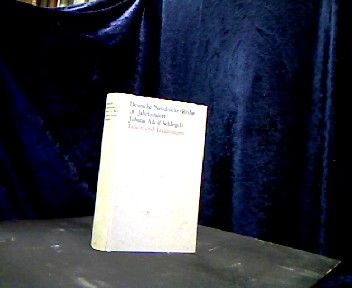 Deutsche Neudrucke/Reihe
18. Jahrhundert
Johann Adolf Schlegel
Fabeln und Erzählungen